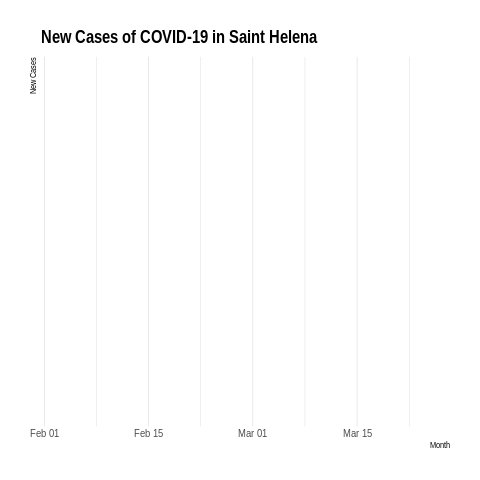 New Cases of COVID-19 in Saint Helena
New Cases
Feb 01 Feb 15 Mar 01 Mar 15
Month